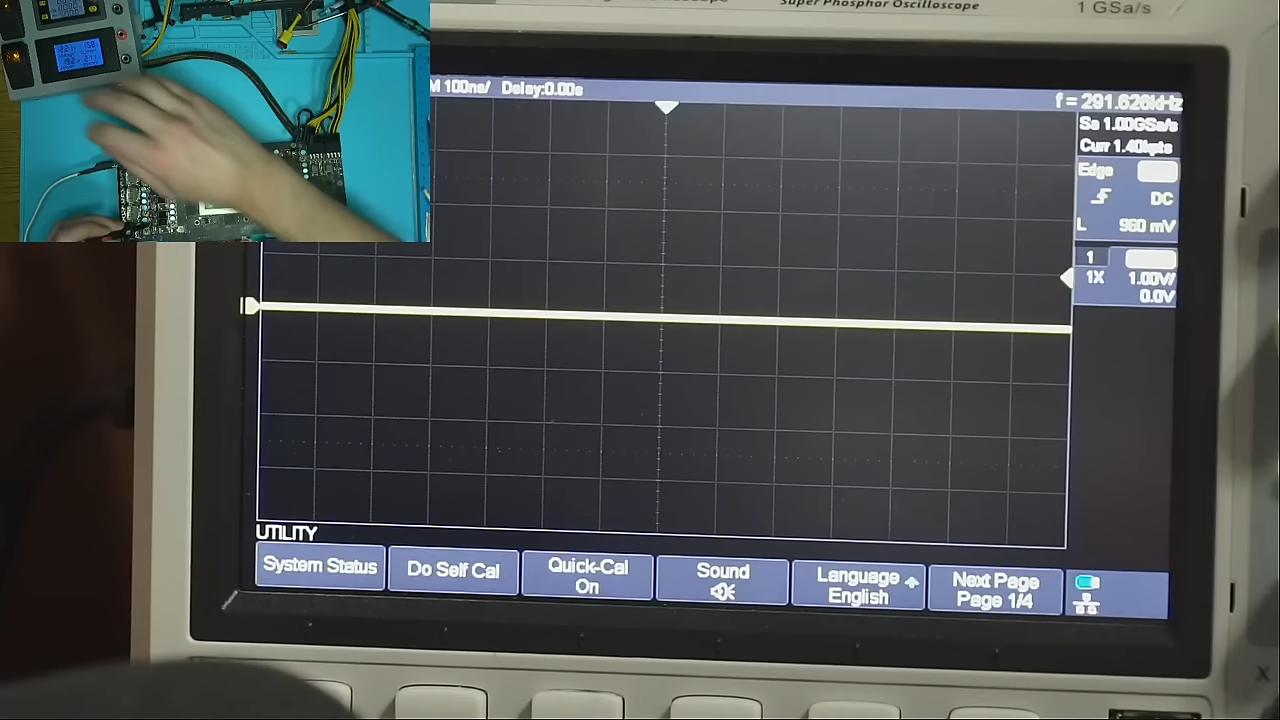 Super Phosphor Oscilloscope
1 GSa/s
M 100ns/ Delay:0.00s
f = 291.626kHz
Sa 1.00GSa/s
Curr 1.40kpts
Edge
DC
L 980 mV
1
1X 1.00V/
0.0V
UTILITY
System Status
Do Self Cal
Quick-Cal
On
Sound
Language
English
Next Page
Page 1/4
X